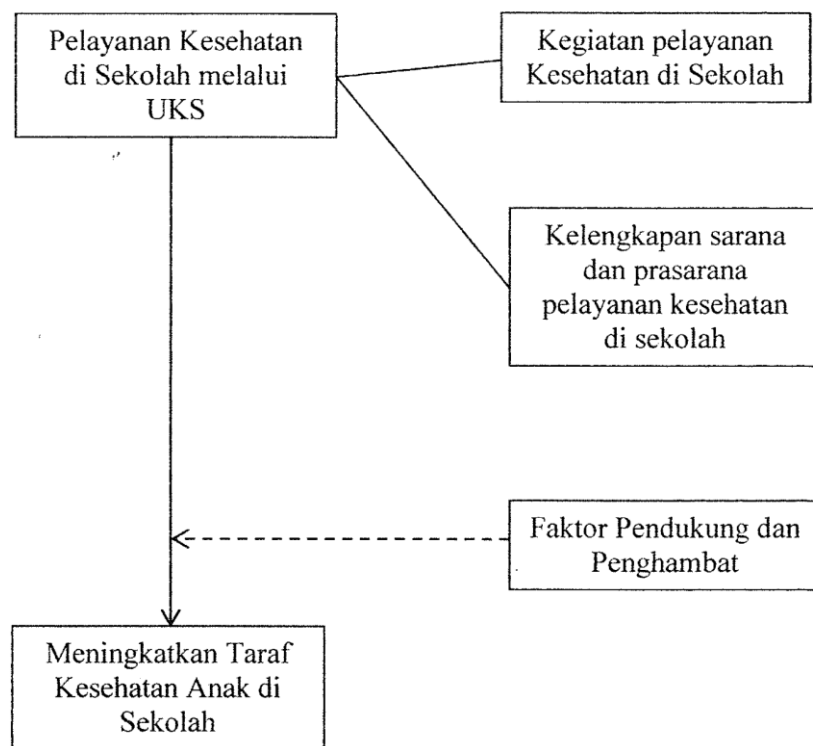 Pelayanan Kesehatan
di Sekolah melalui
UKS
Kegiatan pelayanan
Kesehatan di Sekolah
Kelengkapan sarana
dan prasarana
pelayanan kesehatan
di sekolah
Faktor Pendukung dan
Penghambat
Meningkatkan Taraf
Kesehatan Anak di
Sekolah